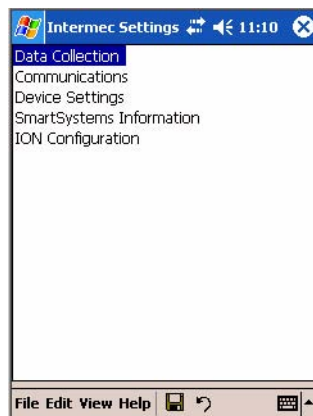 Intermec Settings 11:10
Data Collection
Communications
Device Settings
SmartSystems Information
ION Configuration
File Edit View Help